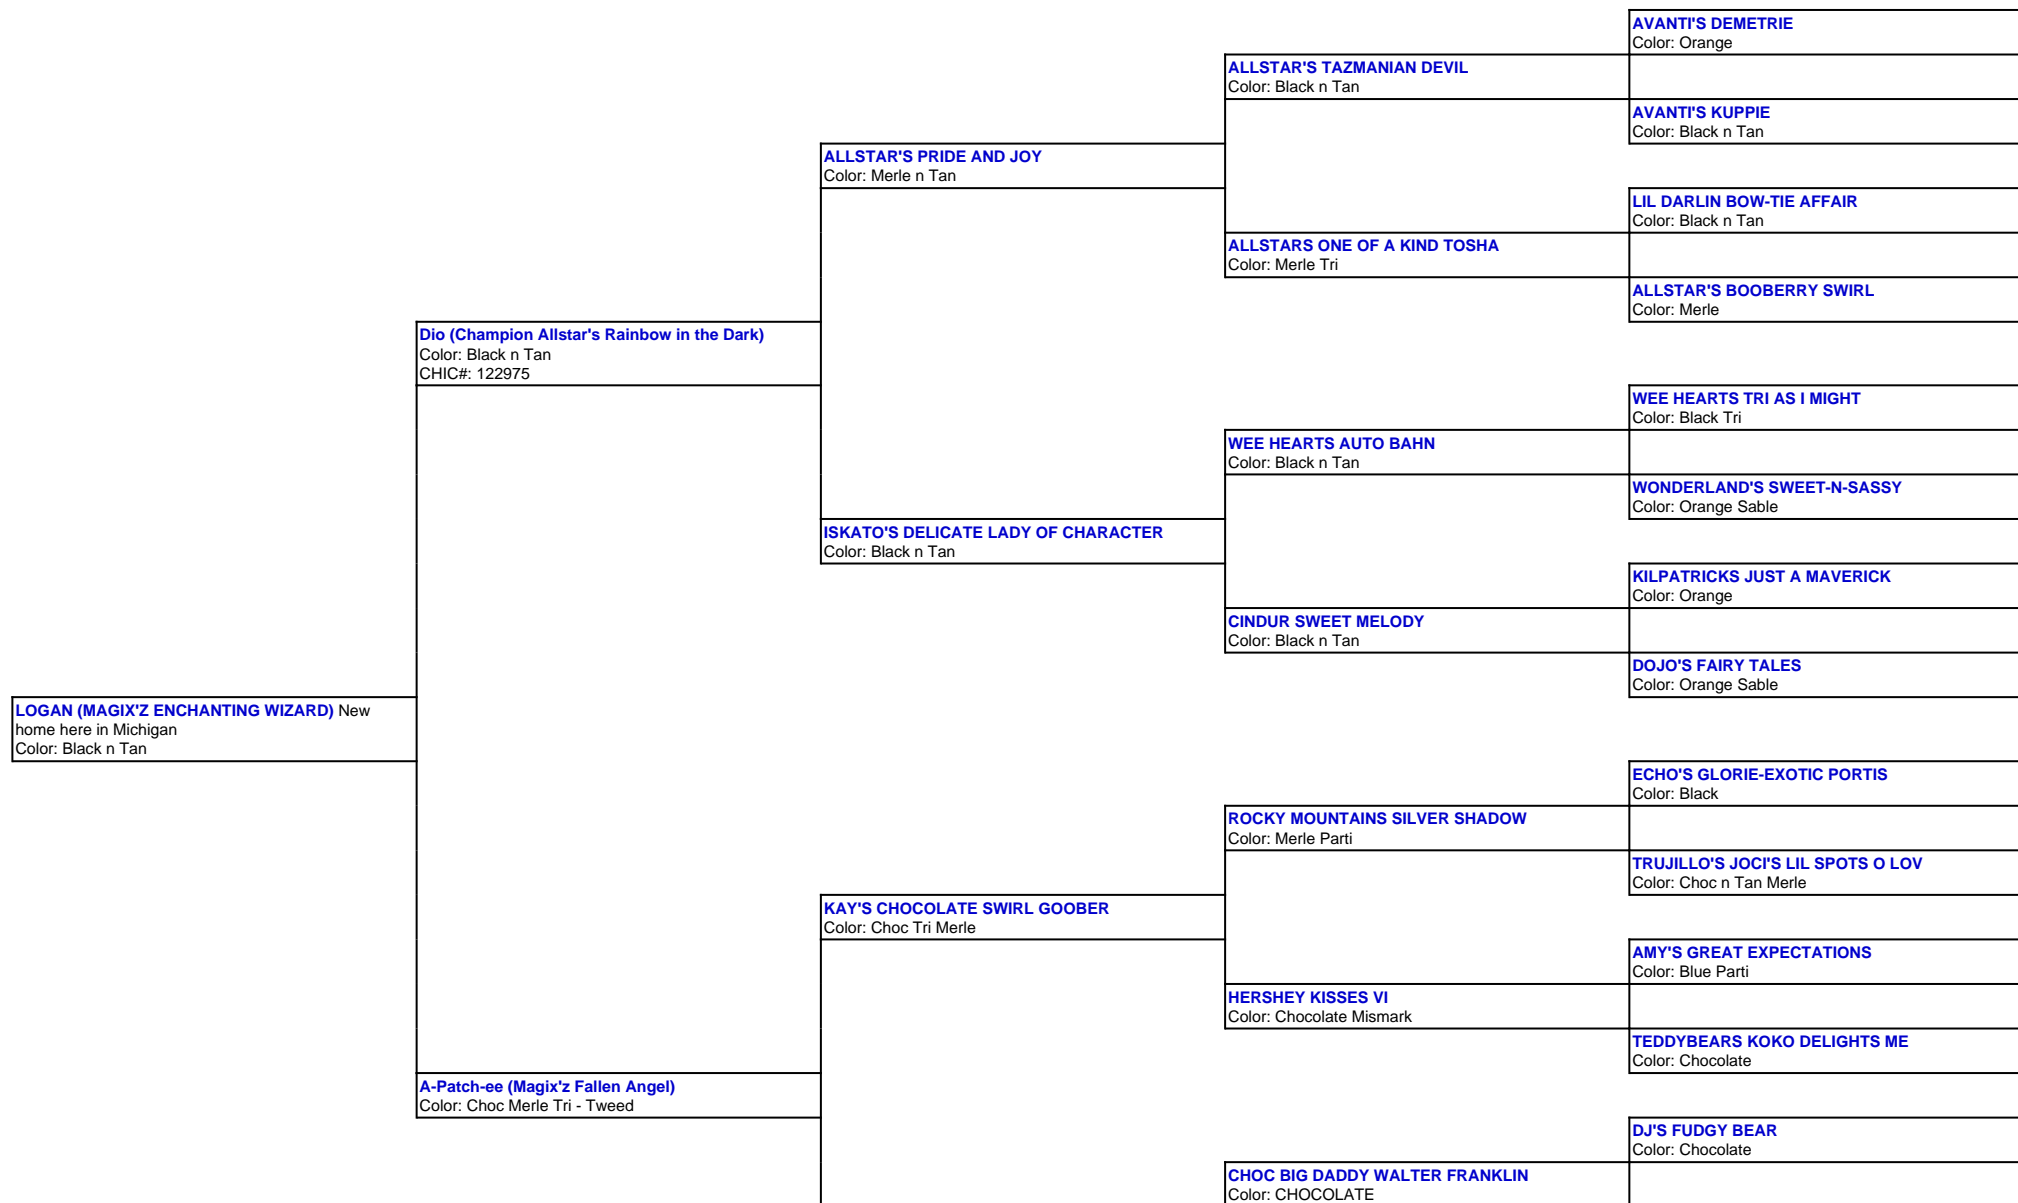 AVANTI'S DEMETRIE
Color: Orange
ALLSTAR'S TAZMANIAN DEVIL
Color: Black n Tan
AVANTI'S KUPPIE
Color: Black n Tan
ALLSTAR'S PRIDE AND JOY
Color: Merle n Tan
LIL DARLIN BOW-TIE AFFAIR
Color: Black n Tan
ALLSTARS ONE OF A KIND TOSHA
Color: Merle Tri
ALLSTAR'S BOOBERRY SWIRL
Color: Merle
Dio (Champion Allstar's Rainbow in the Dark)
Color: Black n Tan
CHIC#: 122975
WEE HEARTS TRI AS I MIGHT
Color: Black Tri
WEE HEARTS AUTO BAHN
Color: Black n Tan
WONDERLAND'S SWEET-N-SASSY
Color: Orange Sable
ISKATO'S DELICATE LADY OF CHARACTER
Color: Black n Tan
KILPATRICKS JUST A MAVERICK
Color: Orange
CINDUR SWEET MELODY
Color: Black n Tan
DOJO'S FAIRY TALES
Color: Orange Sable
LOGAN (MAGIX'Z ENCHANTING WIZARD) New
home here in Michigan
Color: Black n Tan
ECHO'S GLORIE-EXOTIC PORTIS
Color: Black
ROCKY MOUNTAINS SILVER SHADOW
Color: Merle Parti
TRUJILLO'S JOCI'S LIL SPOTS O LOV
Color: Choc n Tan Merle
KAY'S CHOCOLATE SWIRL GOOBER
Color: Choc Tri Merle
AMY'S GREAT EXPECTATIONS
Color: Blue Parti
HERSHEY KISSES VI
Color: Chocolate Mismark
TEDDYBEARS KOKO DELIGHTS ME
Color: Chocolate
A-Patch-ee (Magix'z Fallen Angel)
Color: Choc Merle Tri - Tweed
DJ'S FUDGY BEAR
Color: Chocolate
CHOC BIG DADDY WALTER FRANKLIN
Color: CHOCOLATE